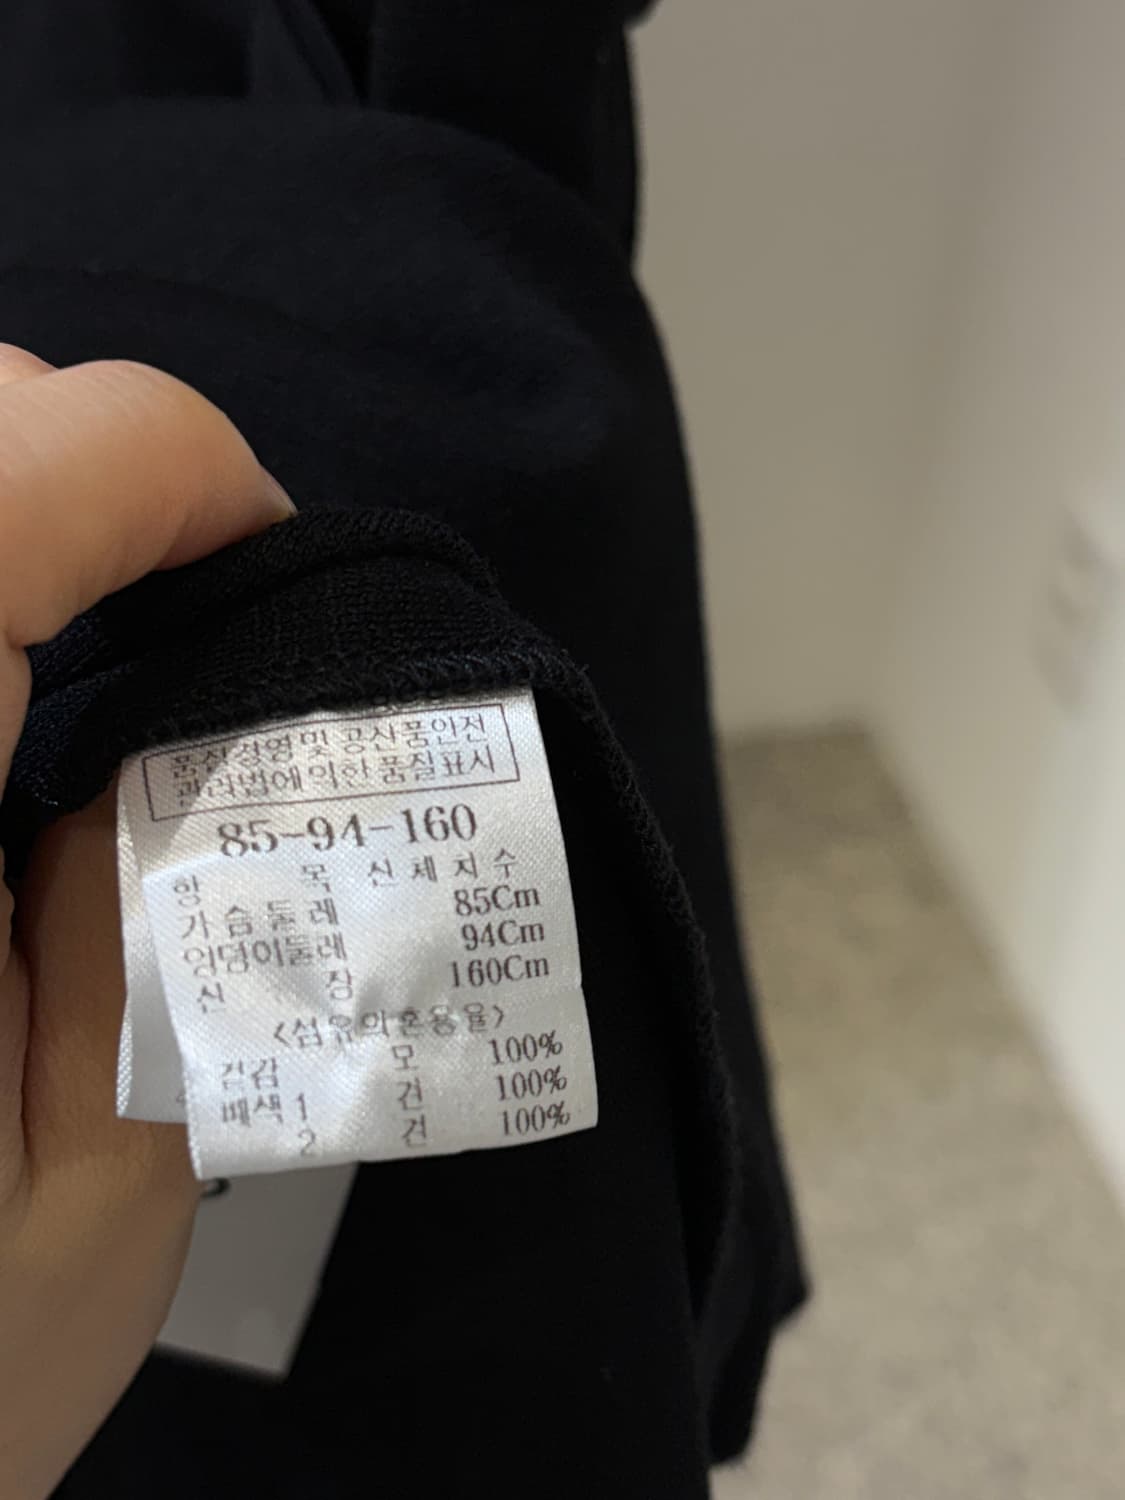 품질경영 및 공산품안전
관리법에 의한 품질표시
85-94-160
항 목 신체치수
가슴둘레 85Cm
엉덩이둘레 94Cm
신 장 160Cm
<섬유의혼용율>
겉감 모 100%
배색 1 견 100%
2 견 100%